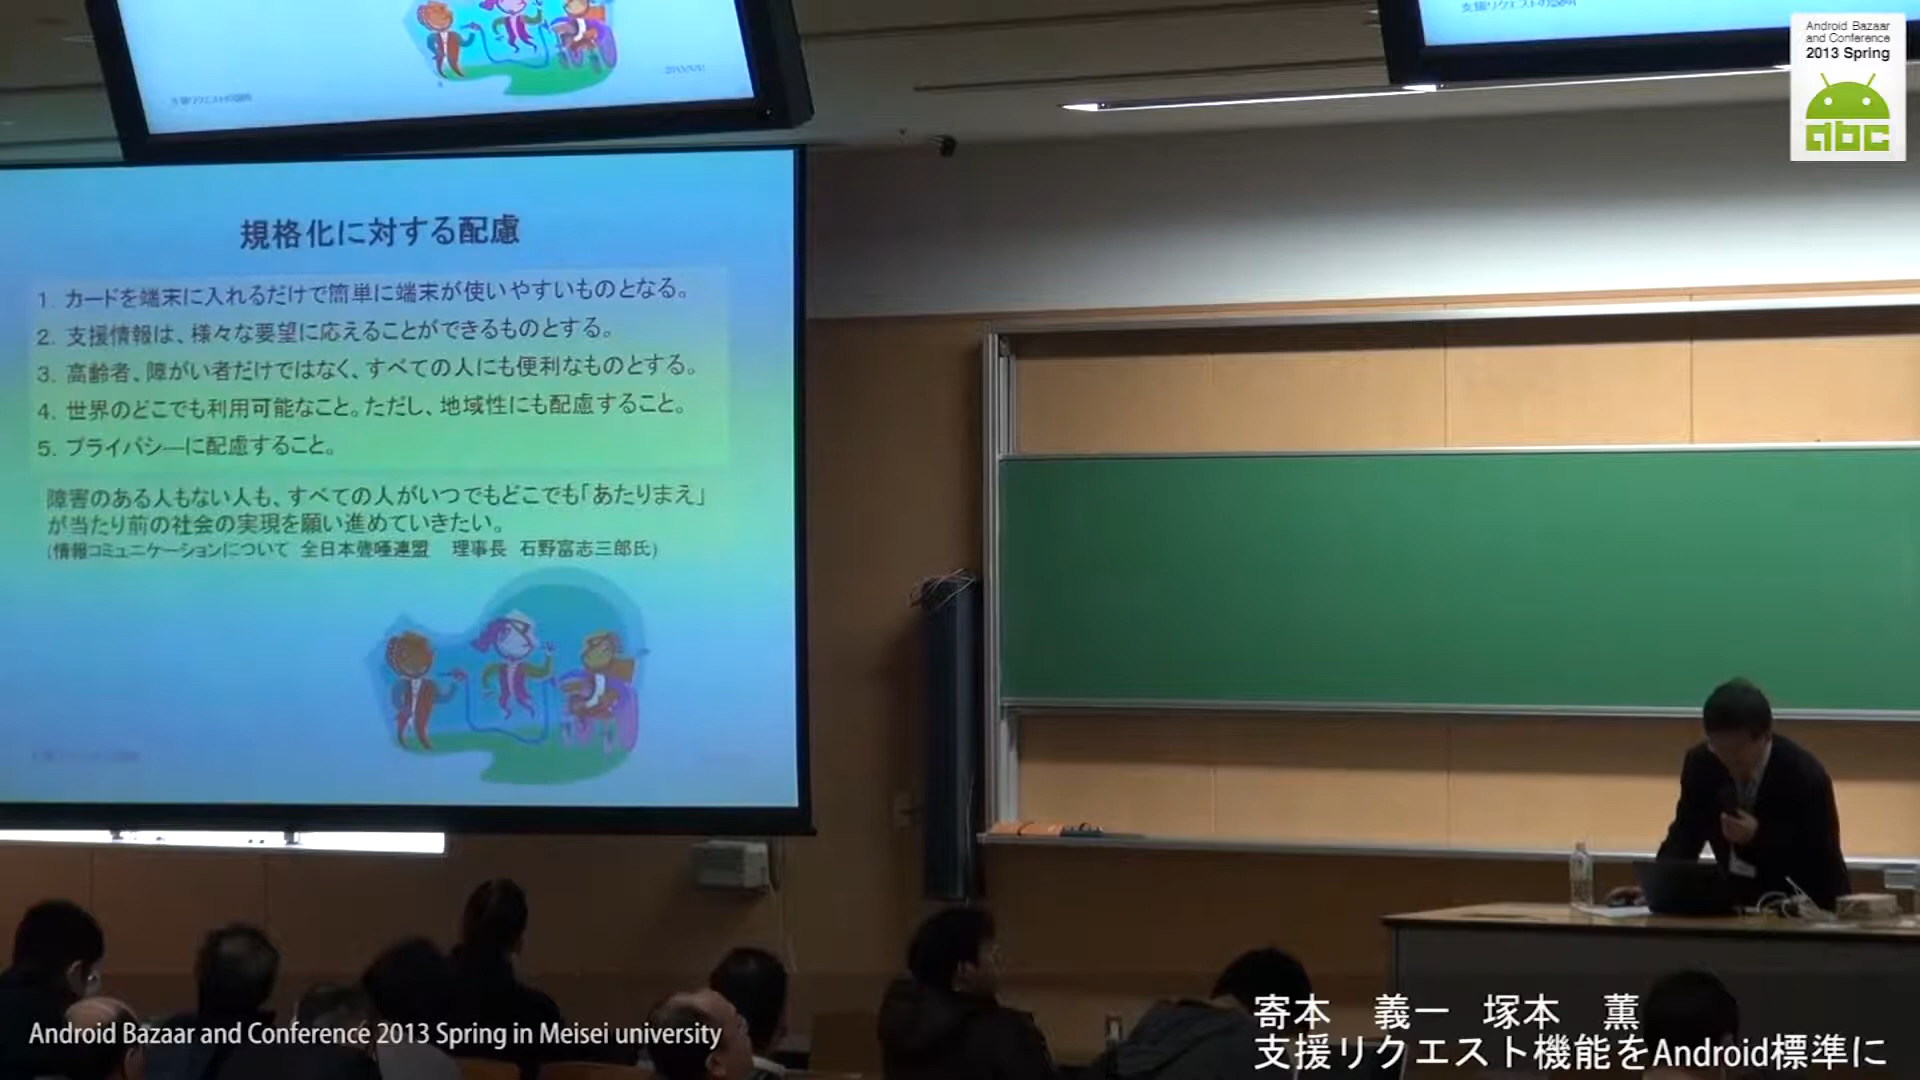 支援リクエストの説明
Android Bazaar
and Conference
2013 Spring
abc
規格化に対する配慮
1. カードを端末に入れるだけで簡単に端末が使いやすいものとなる。
2. 支援情報は、様々な要望に応えることができるものとする。
3. 高齢者、障がい者だけではなく、すべての人にも便利なものとする。
4. 世界のどこでも利用可能なこと。ただし、地域性にも配慮すること。
5. プライバシーに配慮すること。
障害のある人もない人も、すべての人がいつでもどこでも「あたりまえ」
が当たり前の社会の実現を願い進めていきたい。
(情報コミュニケーションについて 全日本聾唖連盟 理事長 石野富志三郎氏)
寄本 義一 塚本 薫
支援リクエスト機能をAndroid標準に
Android Bazaar and Conference 2013 Spring in Meisei university